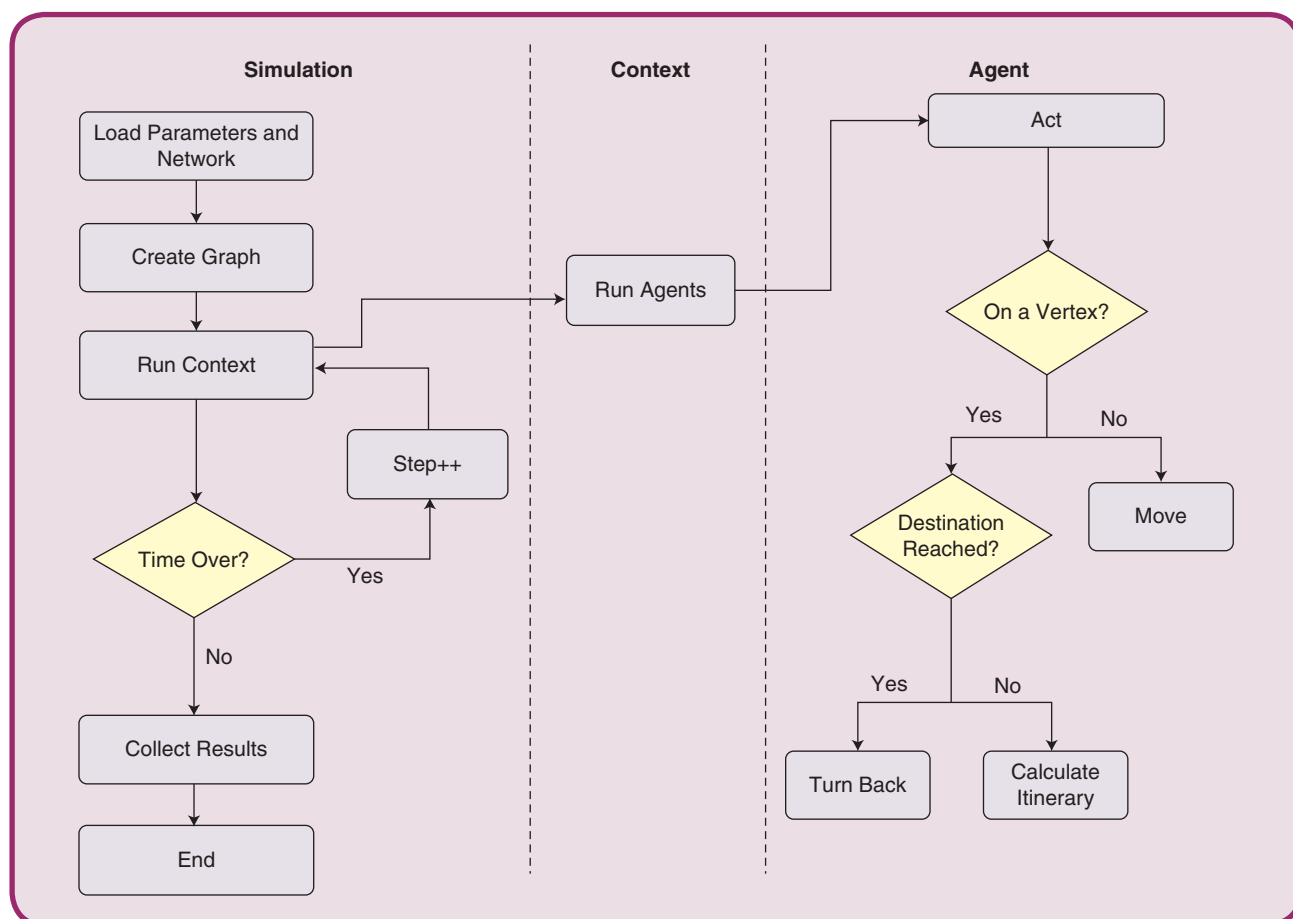 Simulation
Context
Agent
Load Parameters and
Network
Create Graph
Run Context
Step++
Time Over?
Yes
No
Collect Results
End
Run Agents
Act
On a Vertex?
Yes
No
Destination
Reached?
Move
Yes
No
Turn Back
Calculate
Itinerary